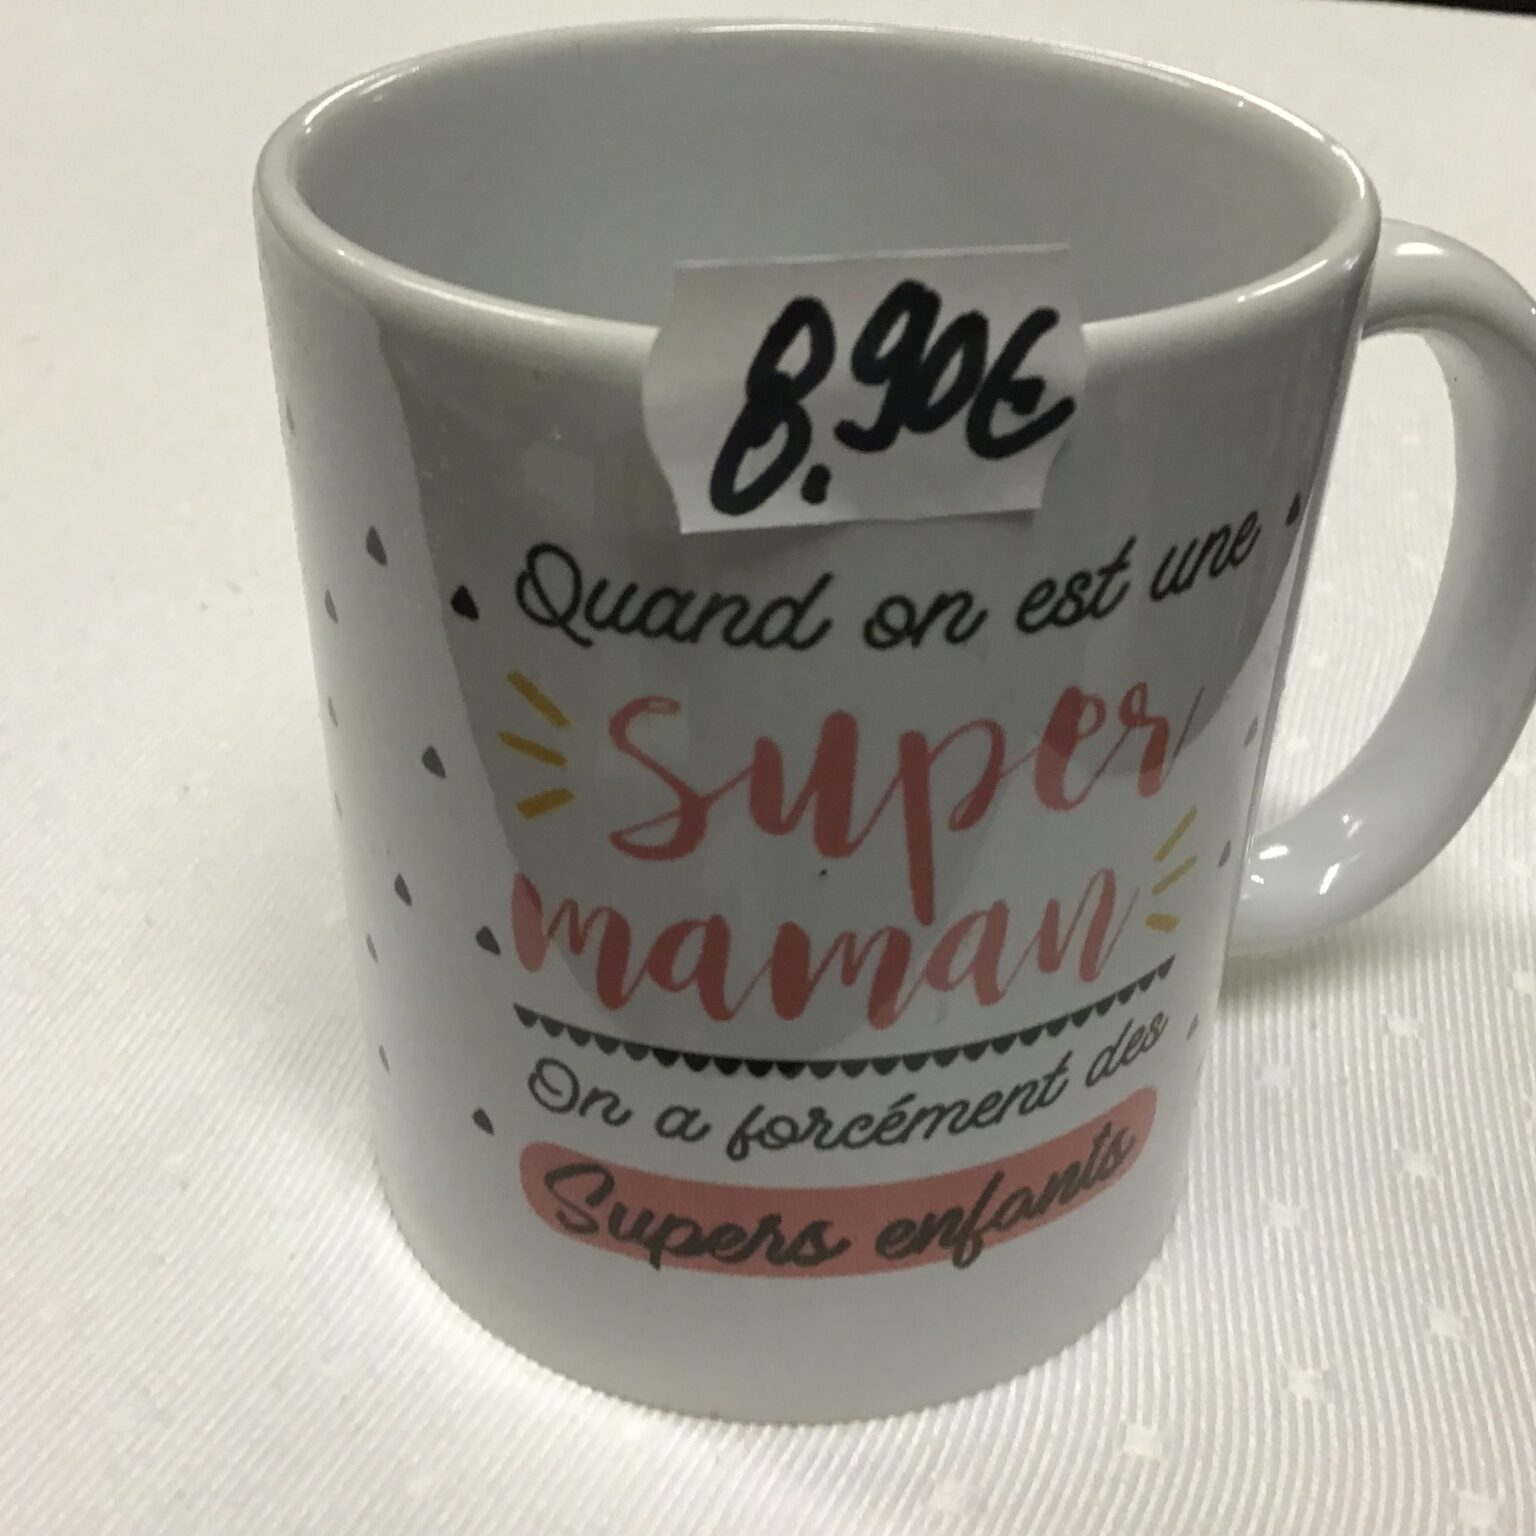 8.90€
Quand on est une
Super
maman
On a forcément des
Supers enfants